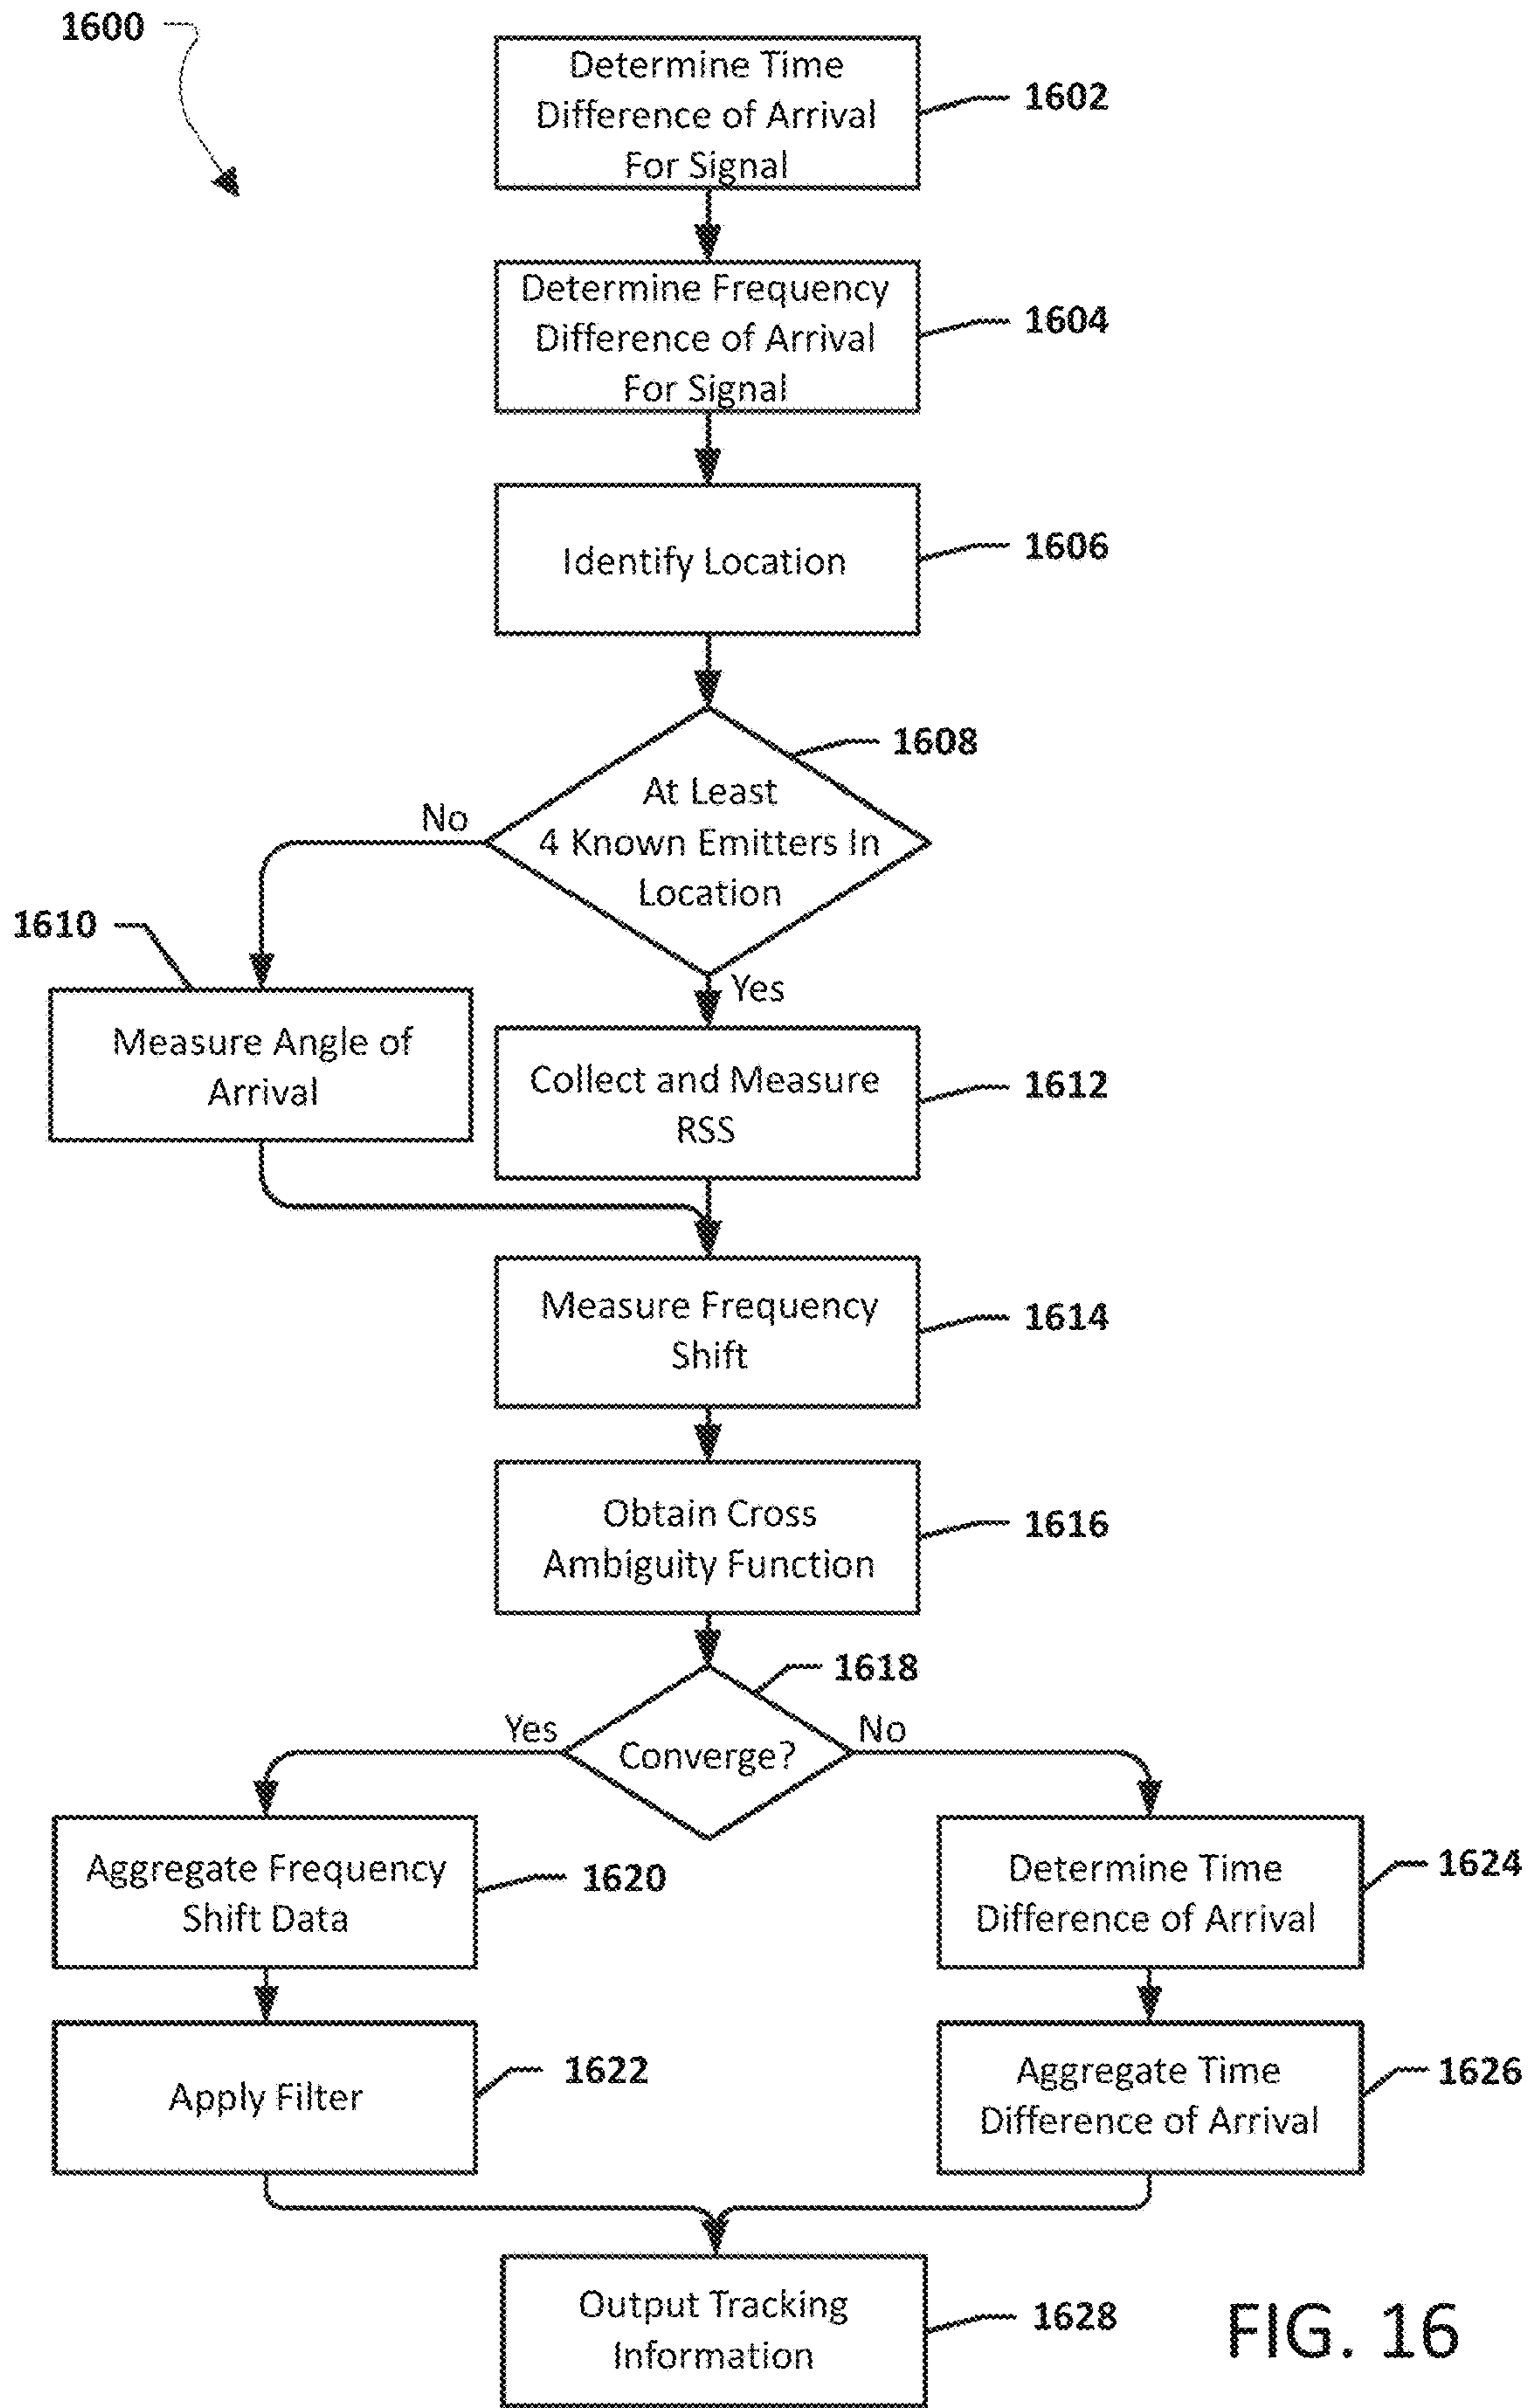 1600
Determine Time
Difference of Arrival
For Signal
1602
Determine Frequency
Difference of Arrival
For Signal
1604
Identify Location
1606
1608
At Least
4 Known Emitters In
Location
No
Yes
1610
Measure Angle of
Arrival
Collect and Measure
RSS
1612
Measure Frequency
Shift
1614
Obtain Cross
Ambiguity Function
1616
1618
Converge?
Yes
No
Aggregate Frequency
Shift Data
1620
Determine Time
Difference of Arrival
1624
Apply Filter
1622
Aggregate Time
Difference of Arrival
1626
Output Tracking
Information
1628
FIG. 16